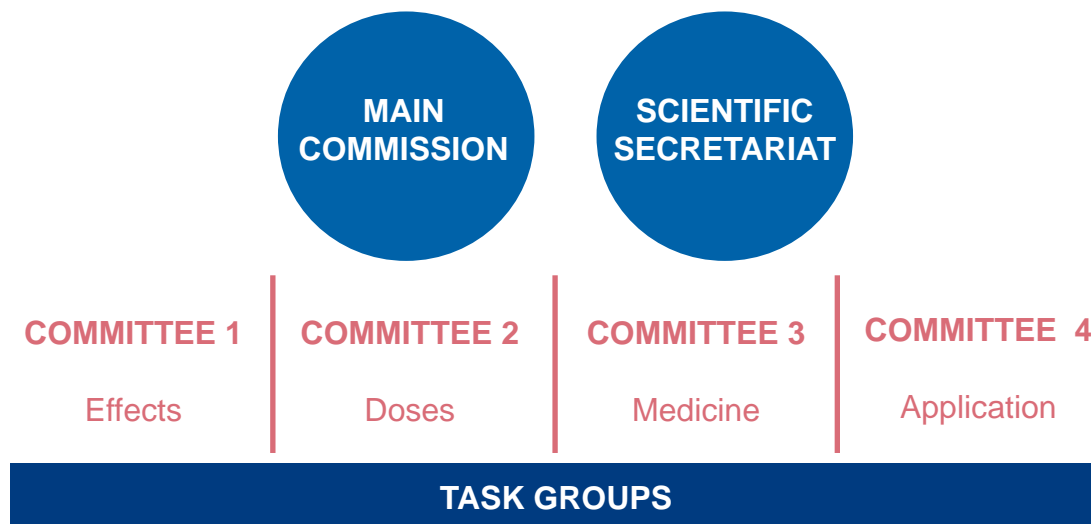 MAIN
COMMISSION
SCIENTIFIC
SECRETARIAT
COMMITTEE 1
Effects
COMMITTEE 2
Doses
COMMITTEE 3
Medicine
COMMITTEE 4
Application
TASK GROUPS